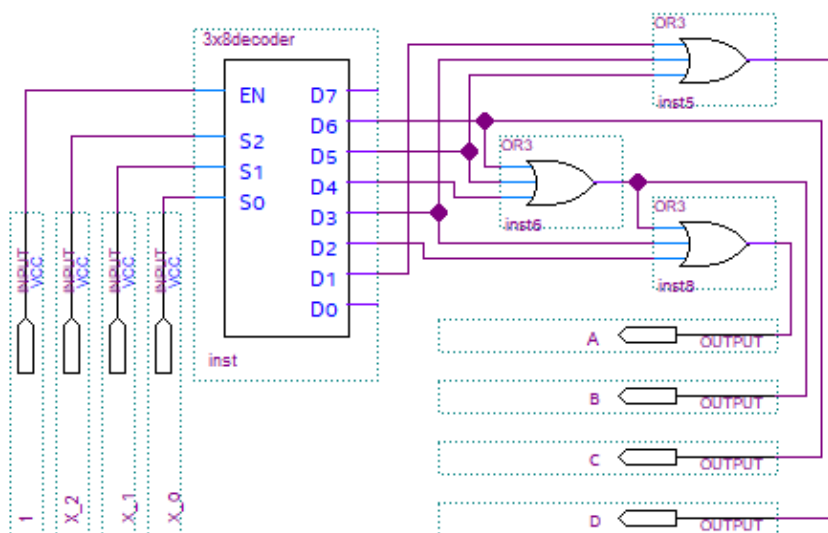 3x8decoder
EN
S2
S1
S0
D7
D6
D5
D4
D3
D2
D1
D0
inst
OR3
inst5
OR3
inst6
OR3
inst8
INPUT
VCC
INPUT
VCC
INPUT
VCC
INPUT
VCC
1
X_2
X_1
X_0
A
OUTPUT
B
OUTPUT
C
OUTPUT
D
OUTPUT